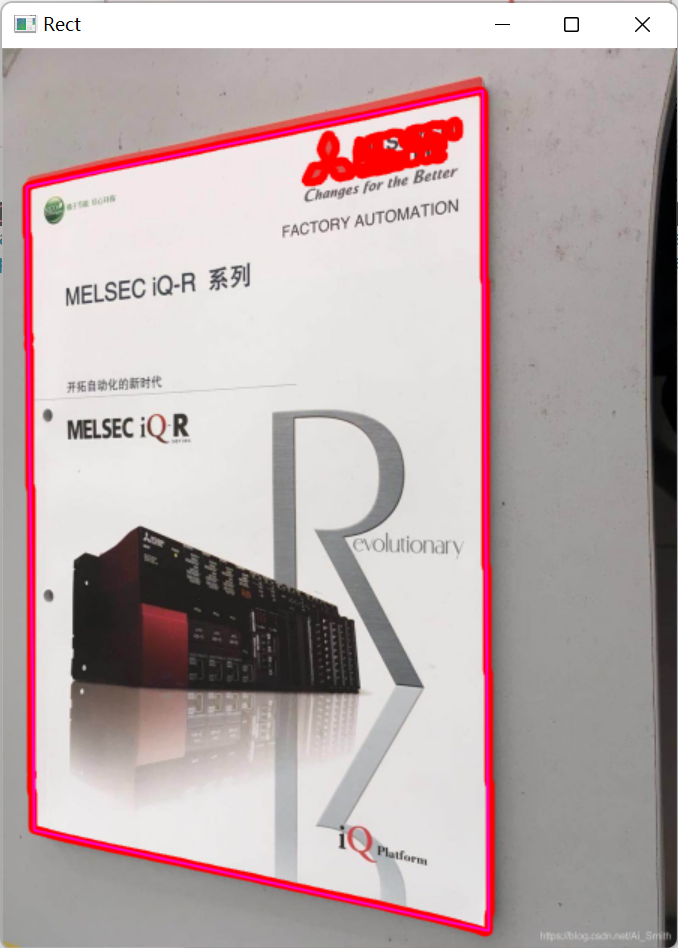 Rect
Changes for the Better
FACTORY AUTOMATION
MELSEC iQ-R 系列
开拓自动化的新时代
MELSEC iQ-R
SERIES
Revolutionary
iQ Platform
https://blog.csdn.net/Ai_Smith